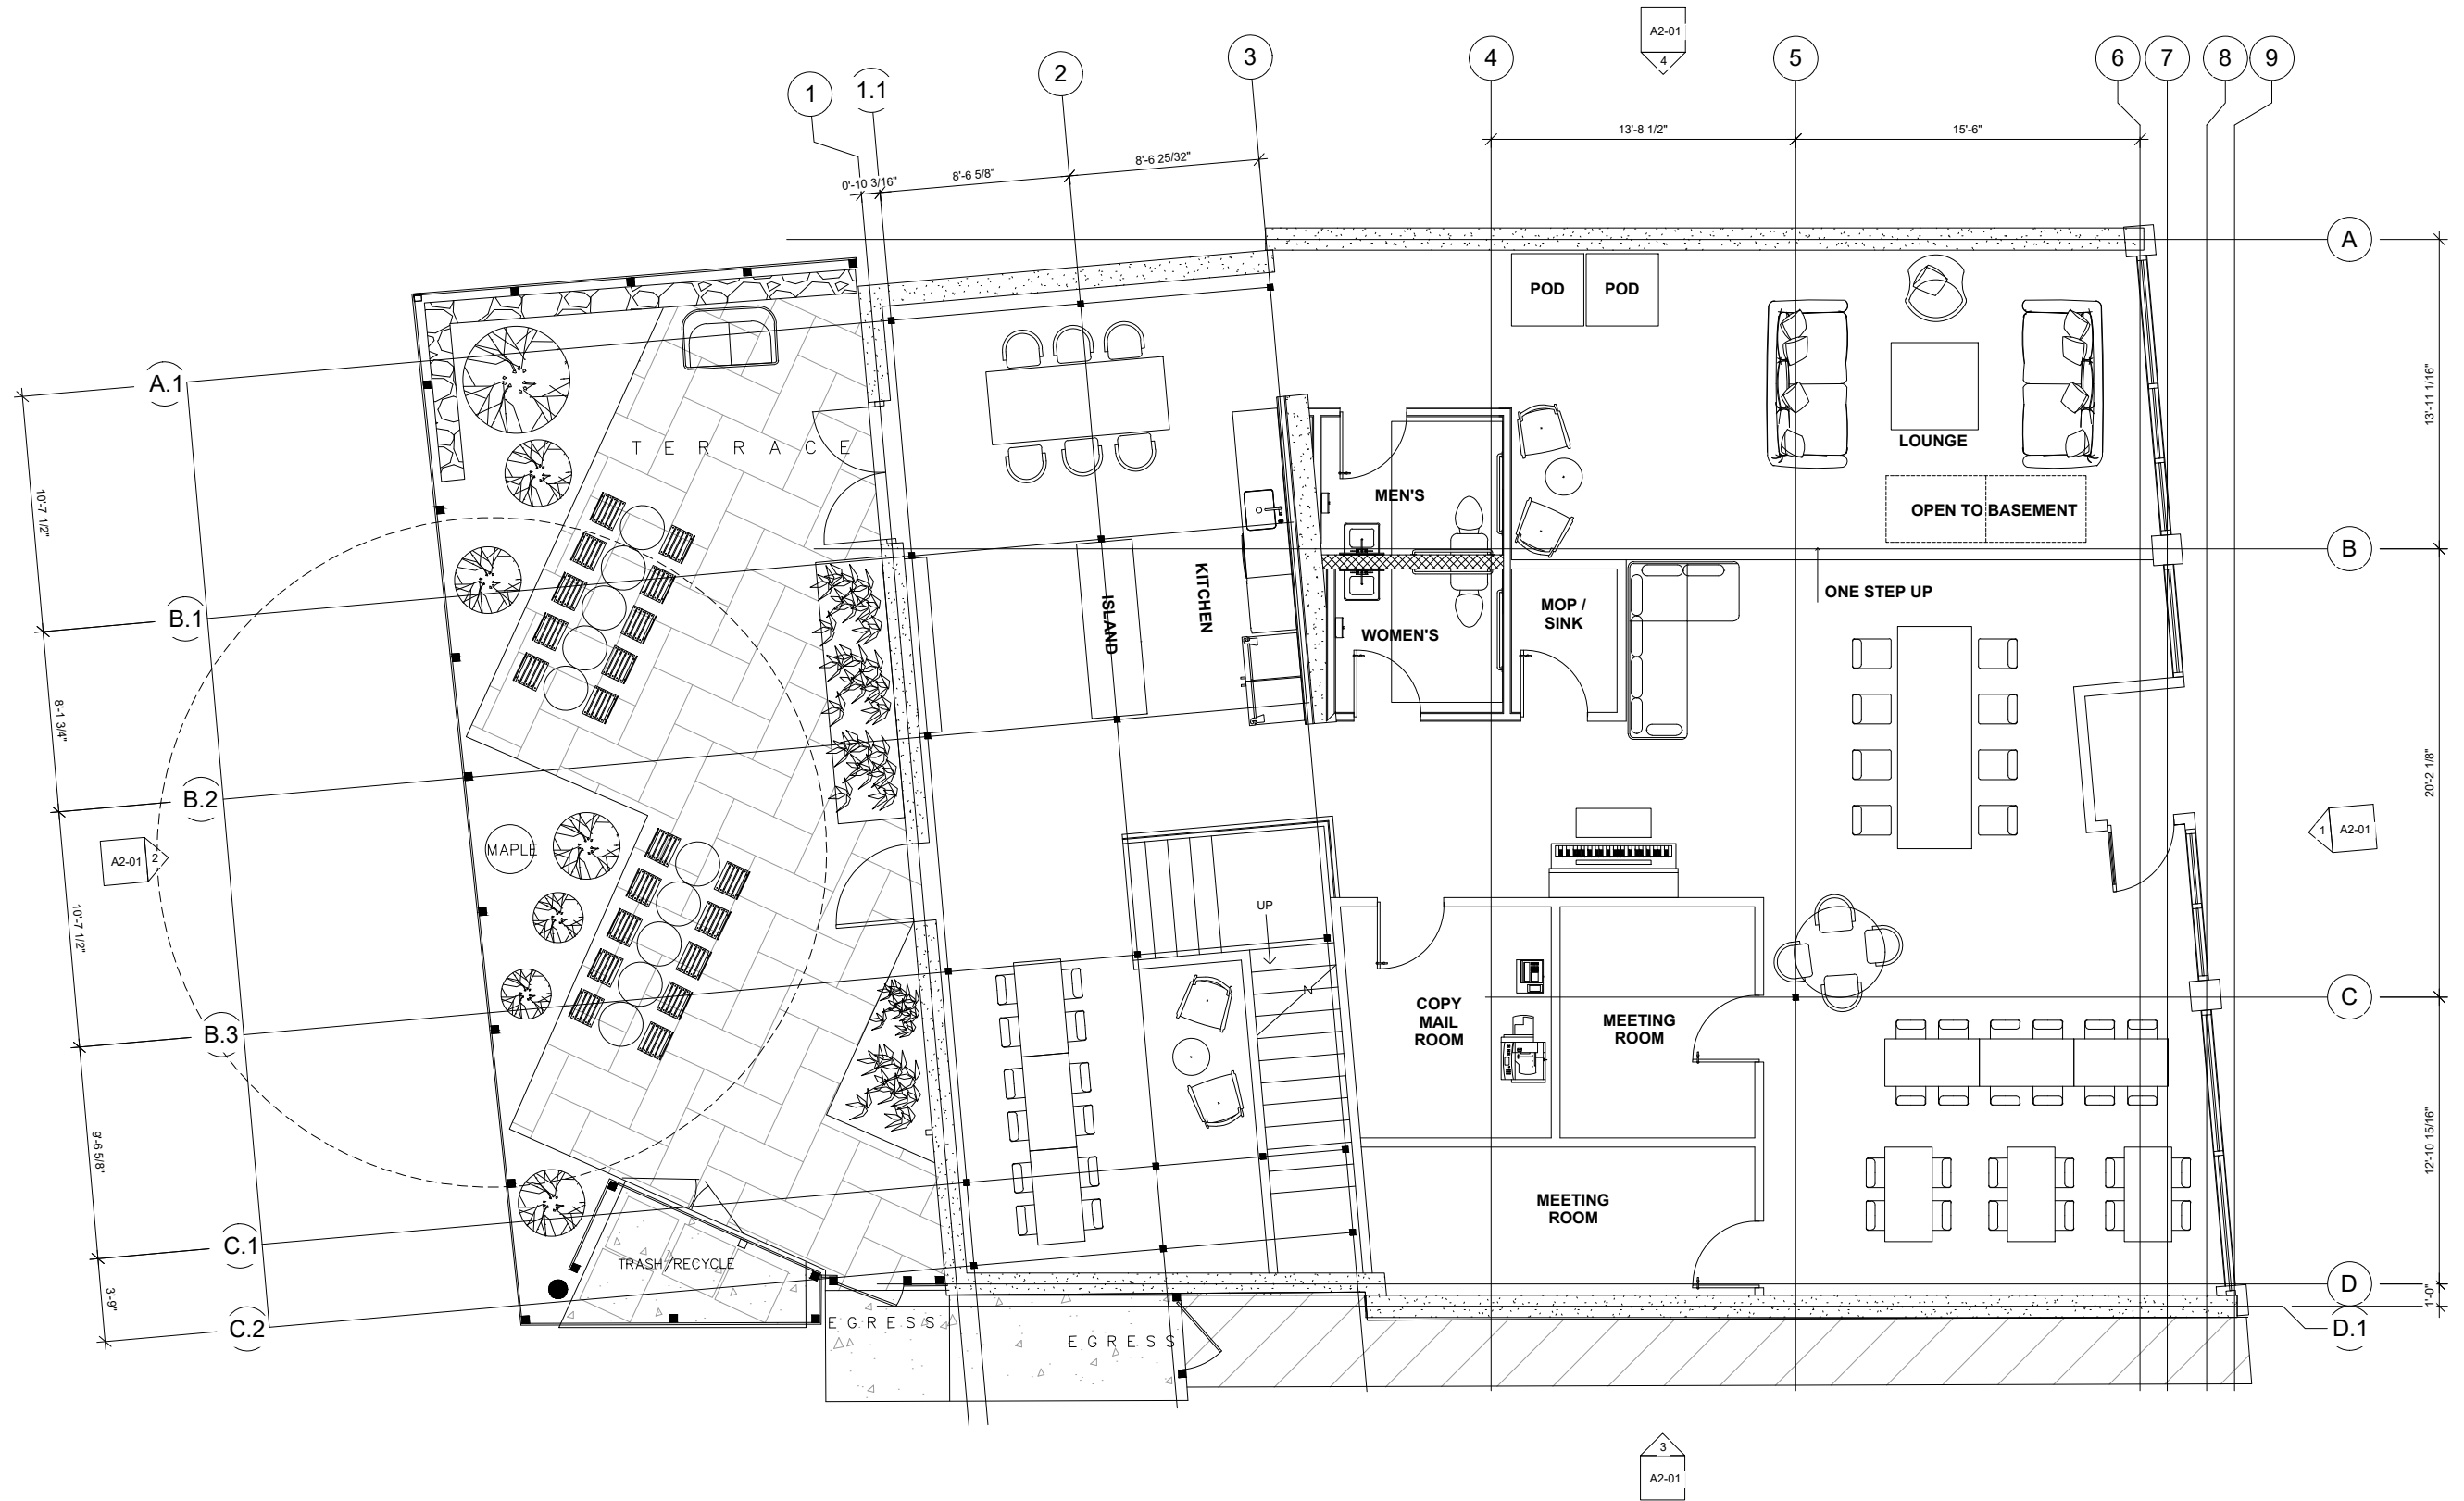 A2-01
4
1
1.1
2
3
4
5
6
7
8
9
13'-8 1/2"
15'-6"
0'-10 3/16"
8'-6 5/8"
8'-6 25/32"
A
13'-11 1/16"
POD
POD
A.1
TERRACE
LOUNGE
10'-7 1/2"
MEN'S
OPEN TO BASEMENT
B
KITCHEN
ISLAND
ONE STEP UP
MOP /
SINK
WOMEN'S
B.1
8'-1 3/4"
20'-2 1/8"
B.2
MAPLE
A2-01
2
1
A2-01
UP
10'-7 1/2"
C
COPY
MAIL
ROOM
MEETING
ROOM
B.3
N
9'-6 5/8"
12'-10 15/16"
MEETING
ROOM
C.1
TRASH/RECYCLE
D
3'-9"
1'-0"
C.2
EGRESS
EGRESS
D.1
3
A2-01